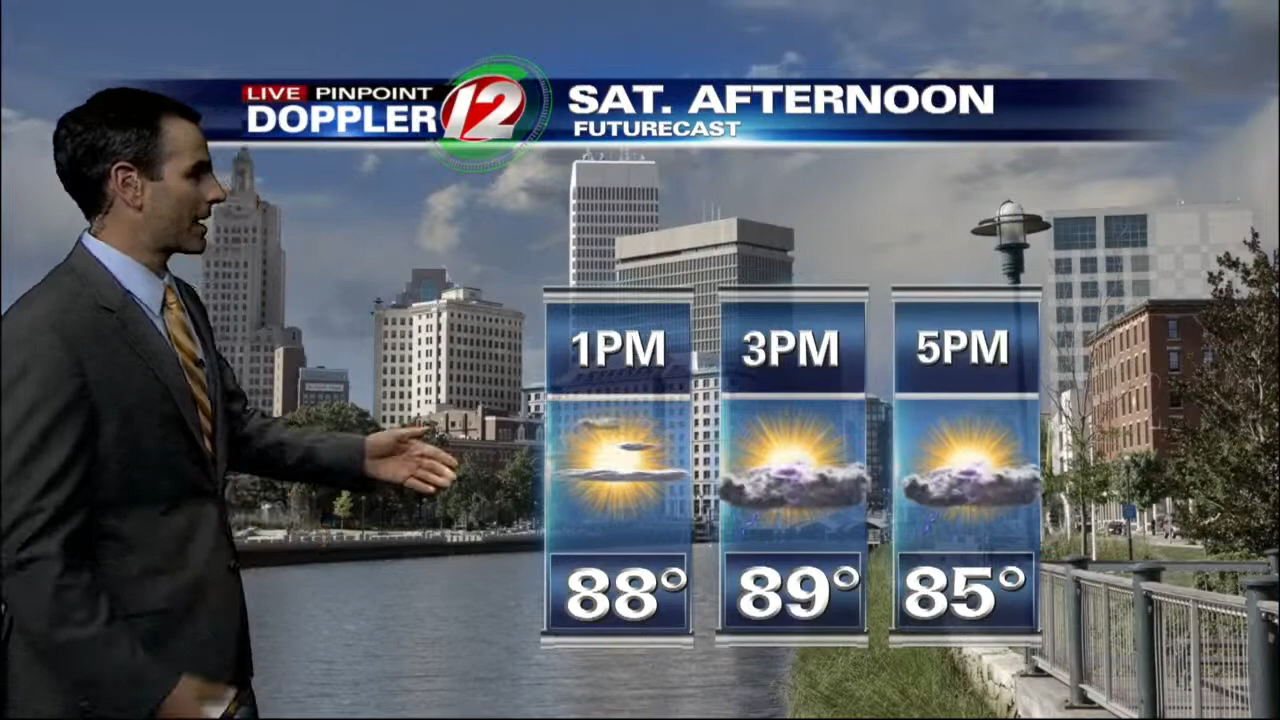 LIVE PINPOINT
DOPPLER 12
SAT. AFTERNOON
FUTURECAST
1PM 3PM 5PM
88° 89° 85°